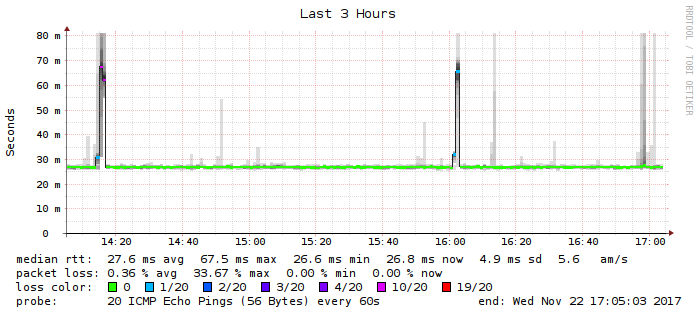 Last 3 Hours
RRDTOOL / TOBI OETIKER
Seconds
80 m
70 m
60 m
50 m
40 m
30 m
20 m
10 m
0
14:20 14:40 15:00 15:20 15:40 16:00 16:20 16:40 17:00
median rtt: 27.6 ms avg 67.5 ms max 26.6 ms min 26.8 ms now 4.9 ms sd 5.6 am/s
packet loss: 0.36 % avg 33.67 % max 0.00 % min 0.00 % now
loss color: 0 1/20 2/20 3/20 4/20 10/20 19/20
probe: 20 ICMP Echo Pings (56 Bytes) every 60s end: Wed Nov 22 17:05:03 2017